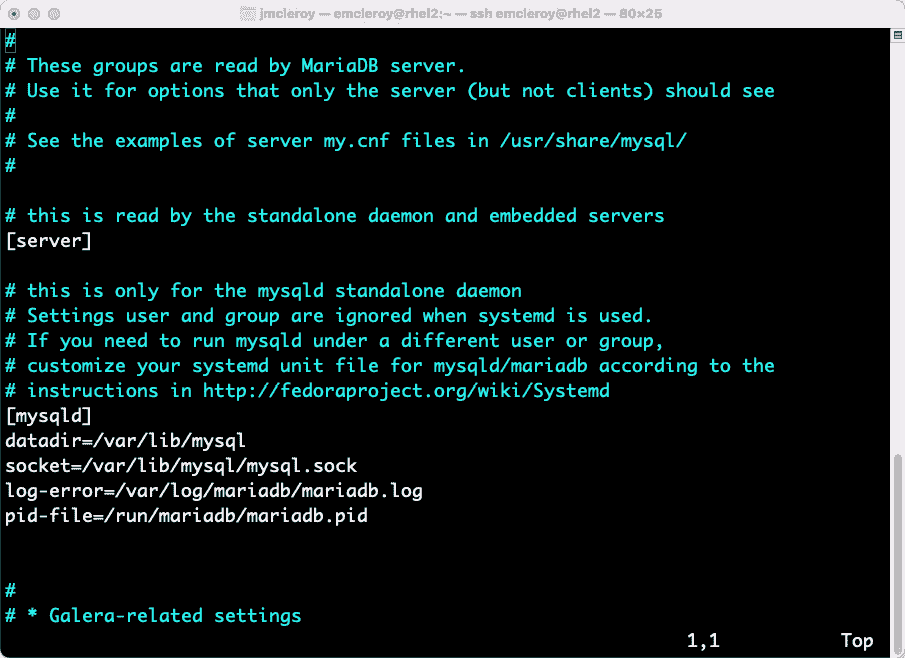 jmcleroy — emcleroy@rhel2:~ — ssh emcleroy@rhel2 — 80×25
#
# These groups are read by MariaDB server.
# Use it for options that only the server (but not clients) should see
#
# See the examples of server my.cnf files in /usr/share/mysql/
#
# this is read by the standalone daemon and embedded servers
[server]
# this is only for the mysqld standalone daemon
# Settings user and group are ignored when systemd is used.
# If you need to run mysqld under a different user or group,
# customize your systemd unit file for mysqld/mariadb according to the
# instructions in http://fedoraproject.org/wiki/Systemd
[mysqld]
datadir=/var/lib/mysql
socket=/var/lib/mysql/mysql.sock
log-error=/var/log/mariadb/mariadb.log
pid-file=/run/mariadb/mariadb.pid
#
# * Galera-related settings
1,1 Top